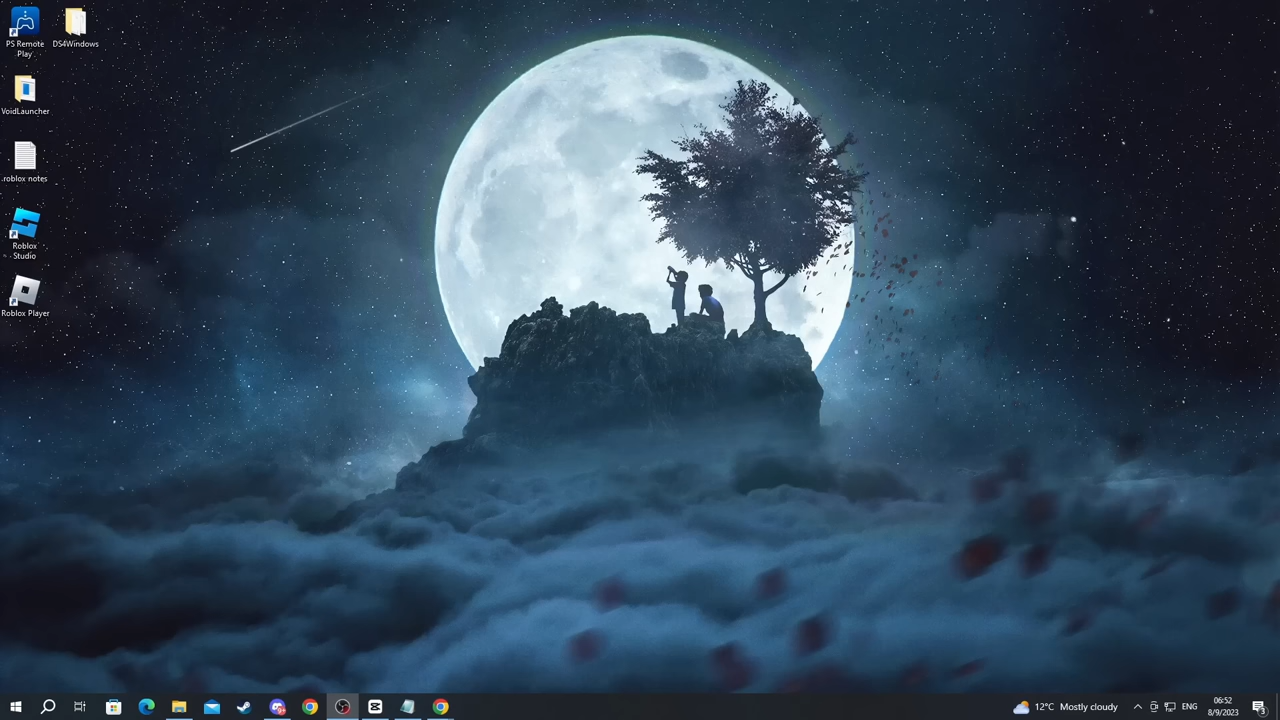 PS Remote
Play
DS4Windows
VoidLauncher
.roblox notes
Roblox
Studio
Roblox Player
12°C Mostly cloudy
ENG
06:52
8/9/2023
3